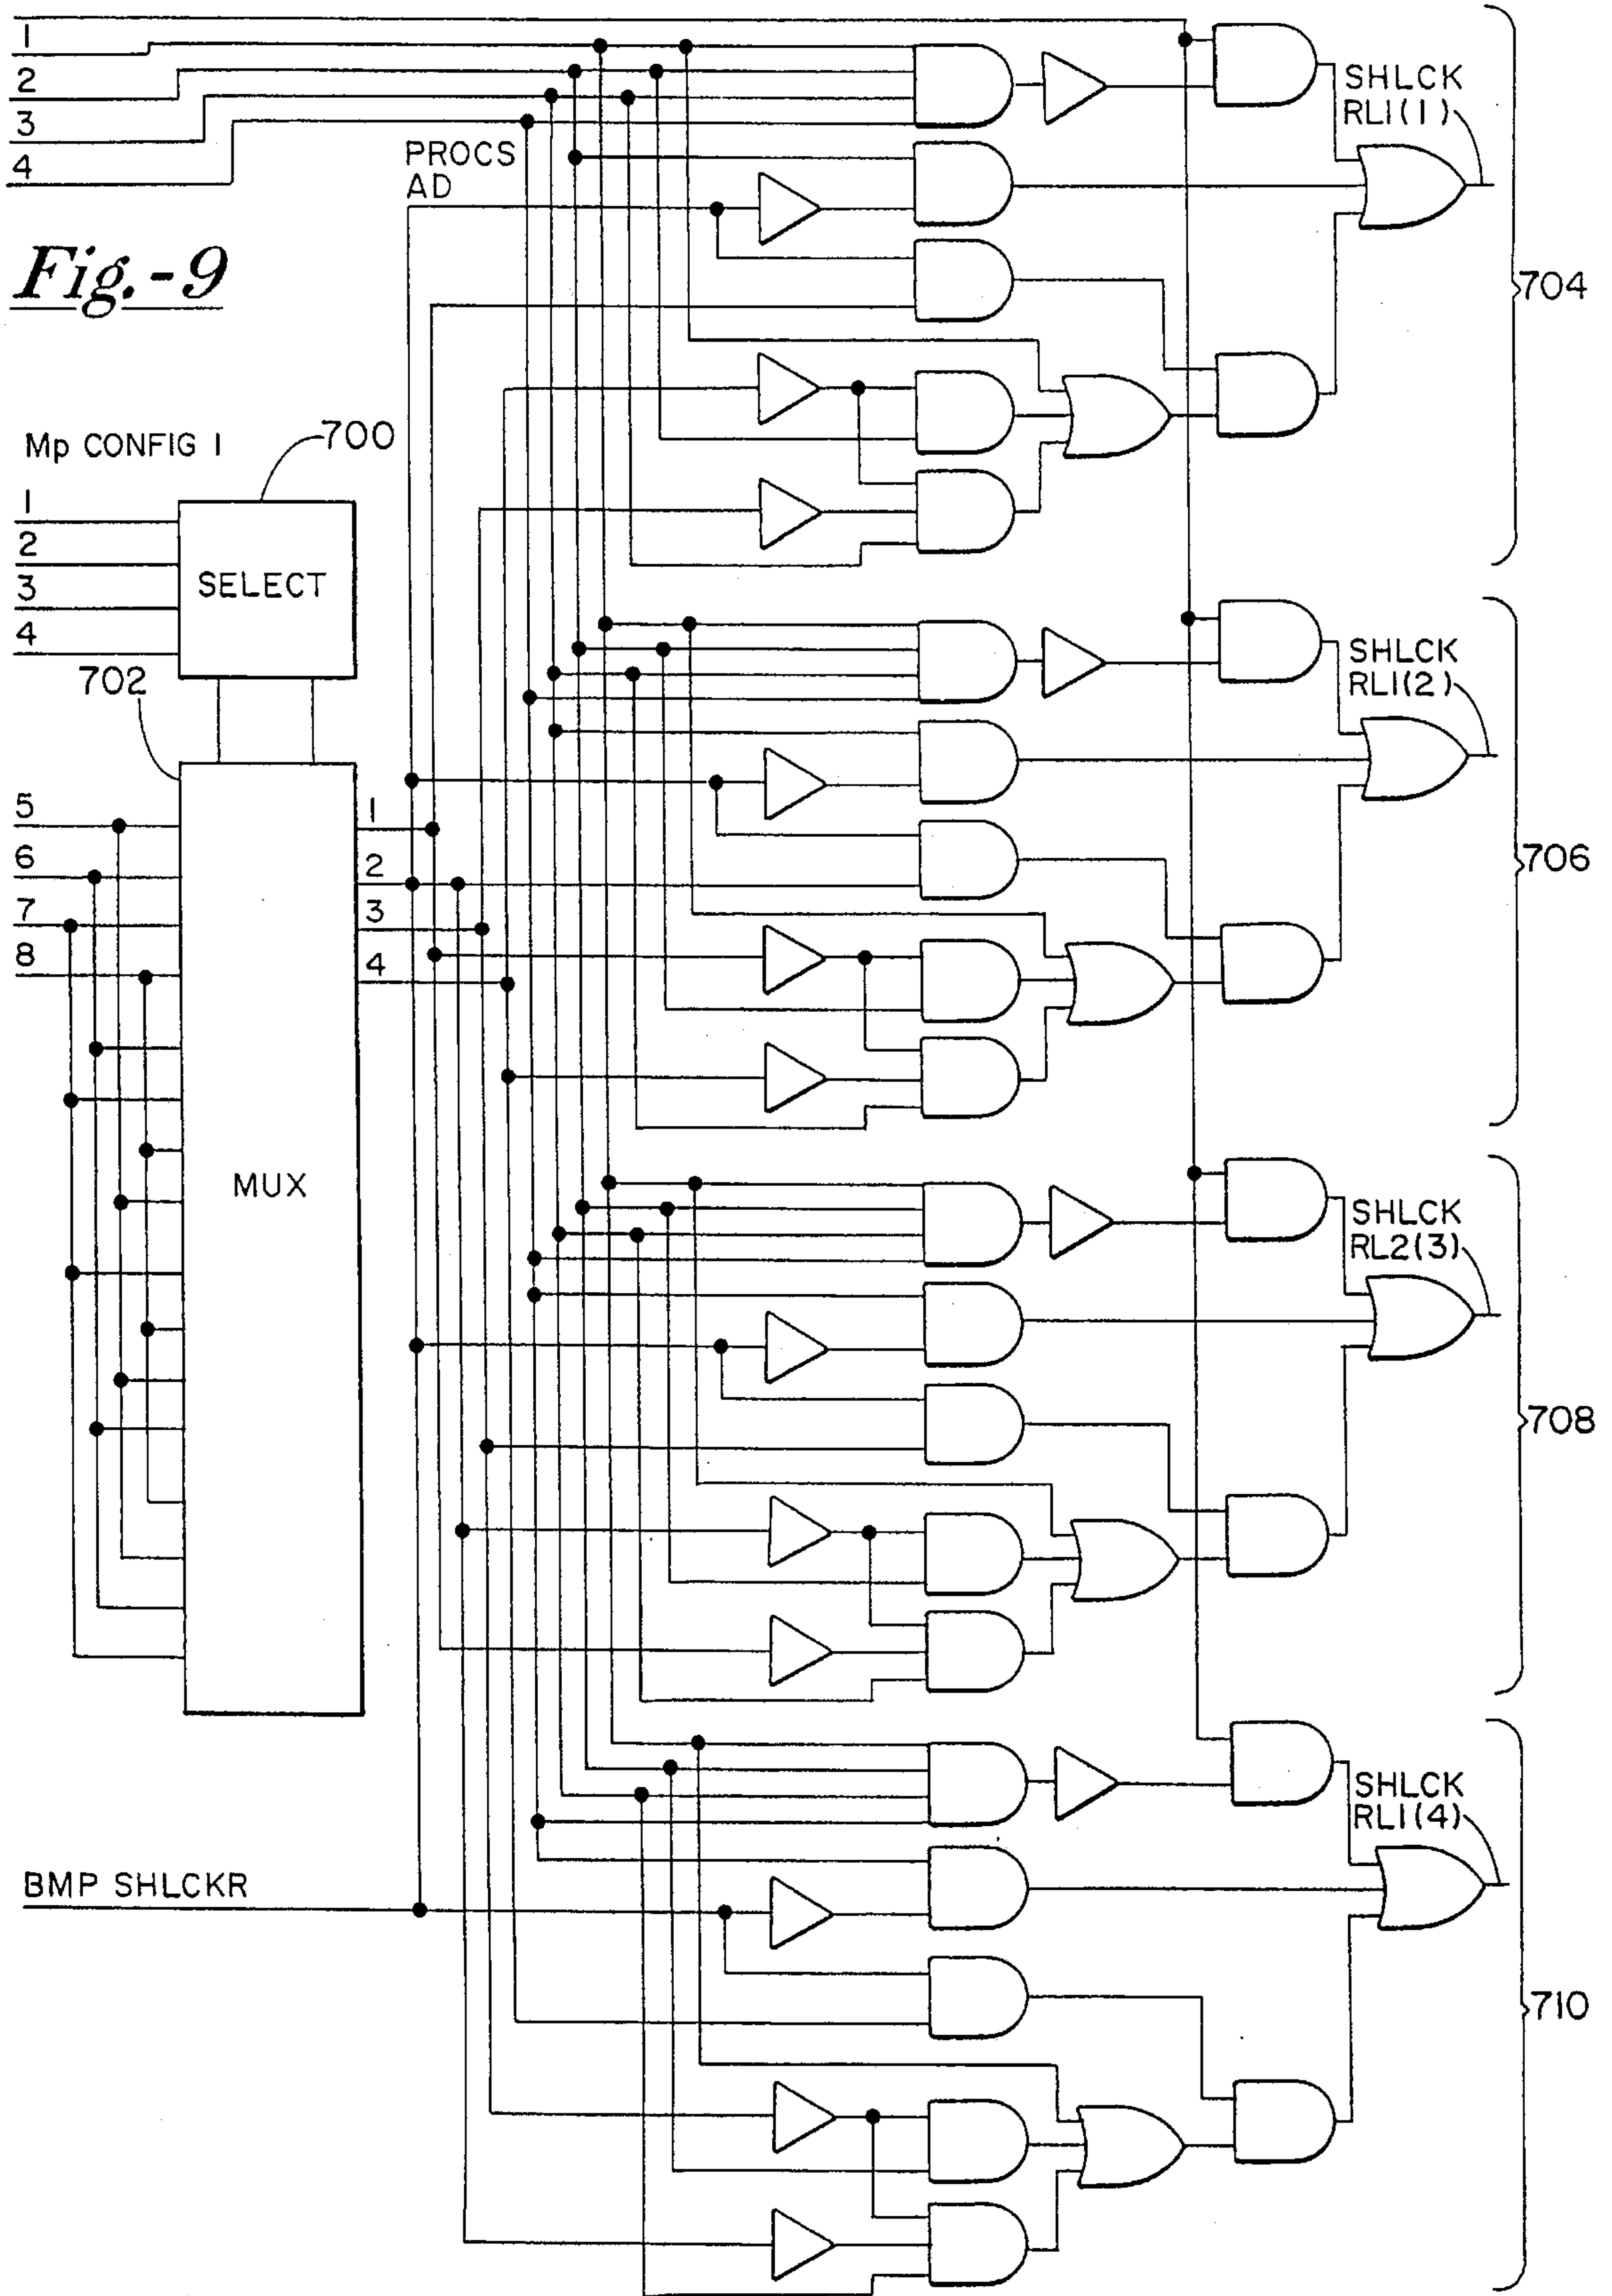 1
2
3
4
PROCS
AD
SHLCK
RL1(1)
Fig.-9
704
Mp CONFIG 1
700
1
2
3
4
SELECT
702
SHLCK
RL1(2)
706
5
6
7
8
1
2
3
4
MUX
SHLCK
RL2(3)
708
SHLCK
RL1(4)
BMP SHLCKR
710